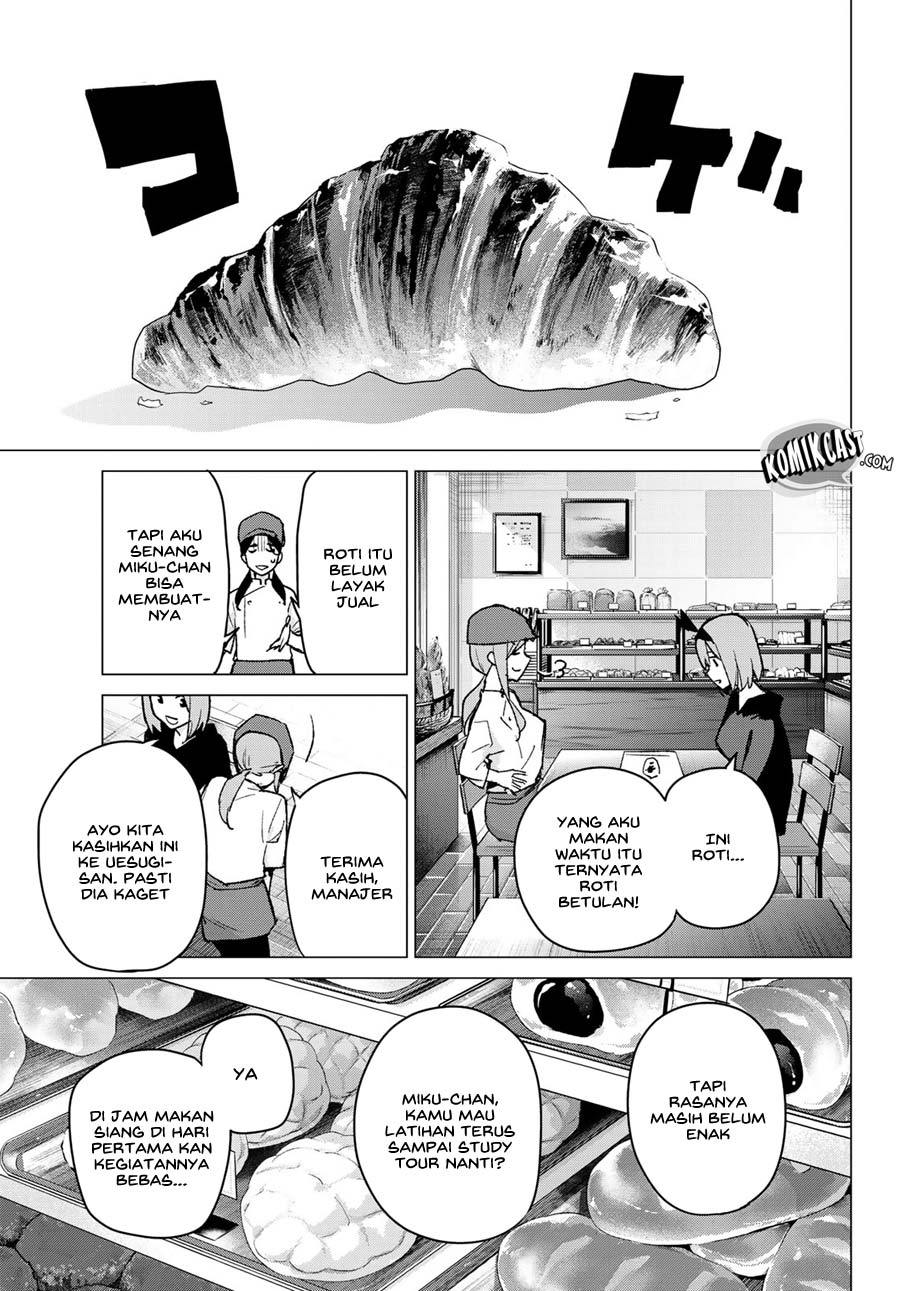 コゲッ
KOMIKCAST
.COM
ROTI ITU
BELUM
LAYAK
JUAL
TAPI AKU
SENANG
MIKU-CHAN
BISA
MEMBUAT-
NYA
INI
ROTI...
YANG AKU
MAKAN
WAKTU ITU
TERNYATA
ROTI
BETULAN!
TERIMA
KASIH,
MANAJER
AYO KITA
KASIHKAN INI
KE UESUGI-
SAN. PASTI
DIA KAGET
TAPI
RASANYA
MASIH BELUM
ENAK
MIKU-CHAN,
KAMU MAU
LATIHAN TERUS
SAMPAI STUDY
TOUR NANTI?
YA
DI JAM MAKAN
SIANG DI HARI
PERTAMA KAN
KEGIATANNYA
BEBAS...